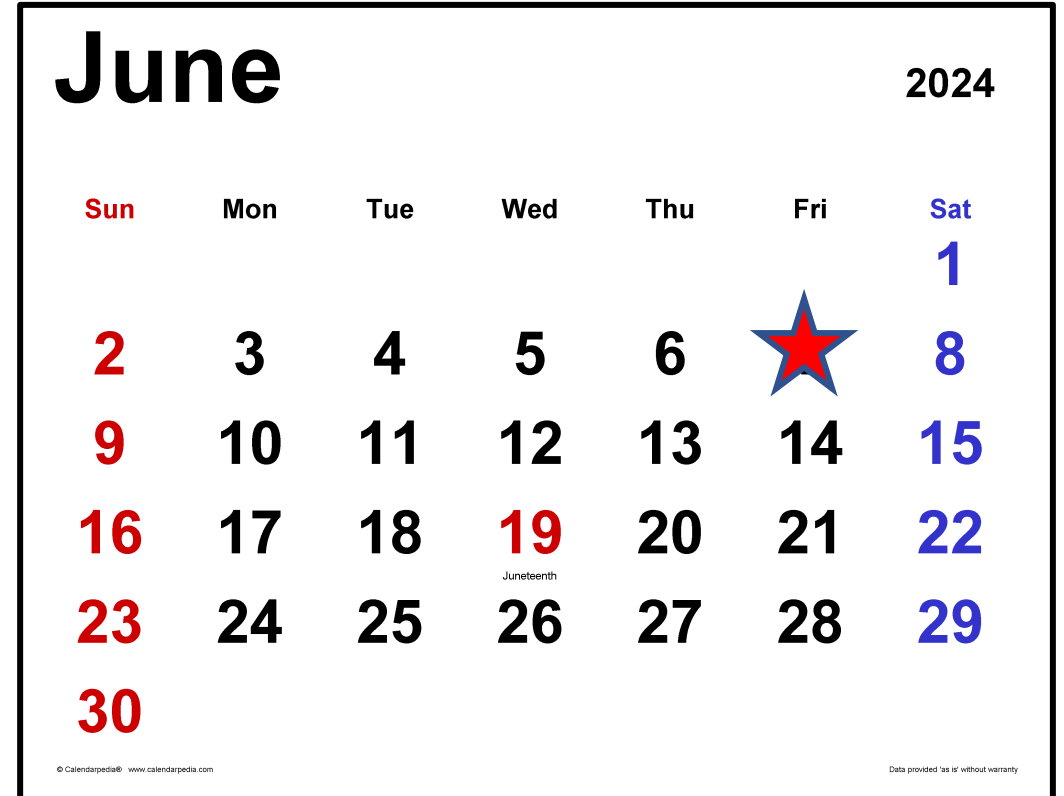 June
2024
Sun Mon Tue Wed Thu Fri Sat
1
2 3 4 5 6 8
9 10 11 12 13 14 15
16 17 18 19 20 21 22
Juneteenth
23 24 25 26 27 28 29
30
© Calendarpedia® www.calendarpedia.com Data provided 'as is' without warranty